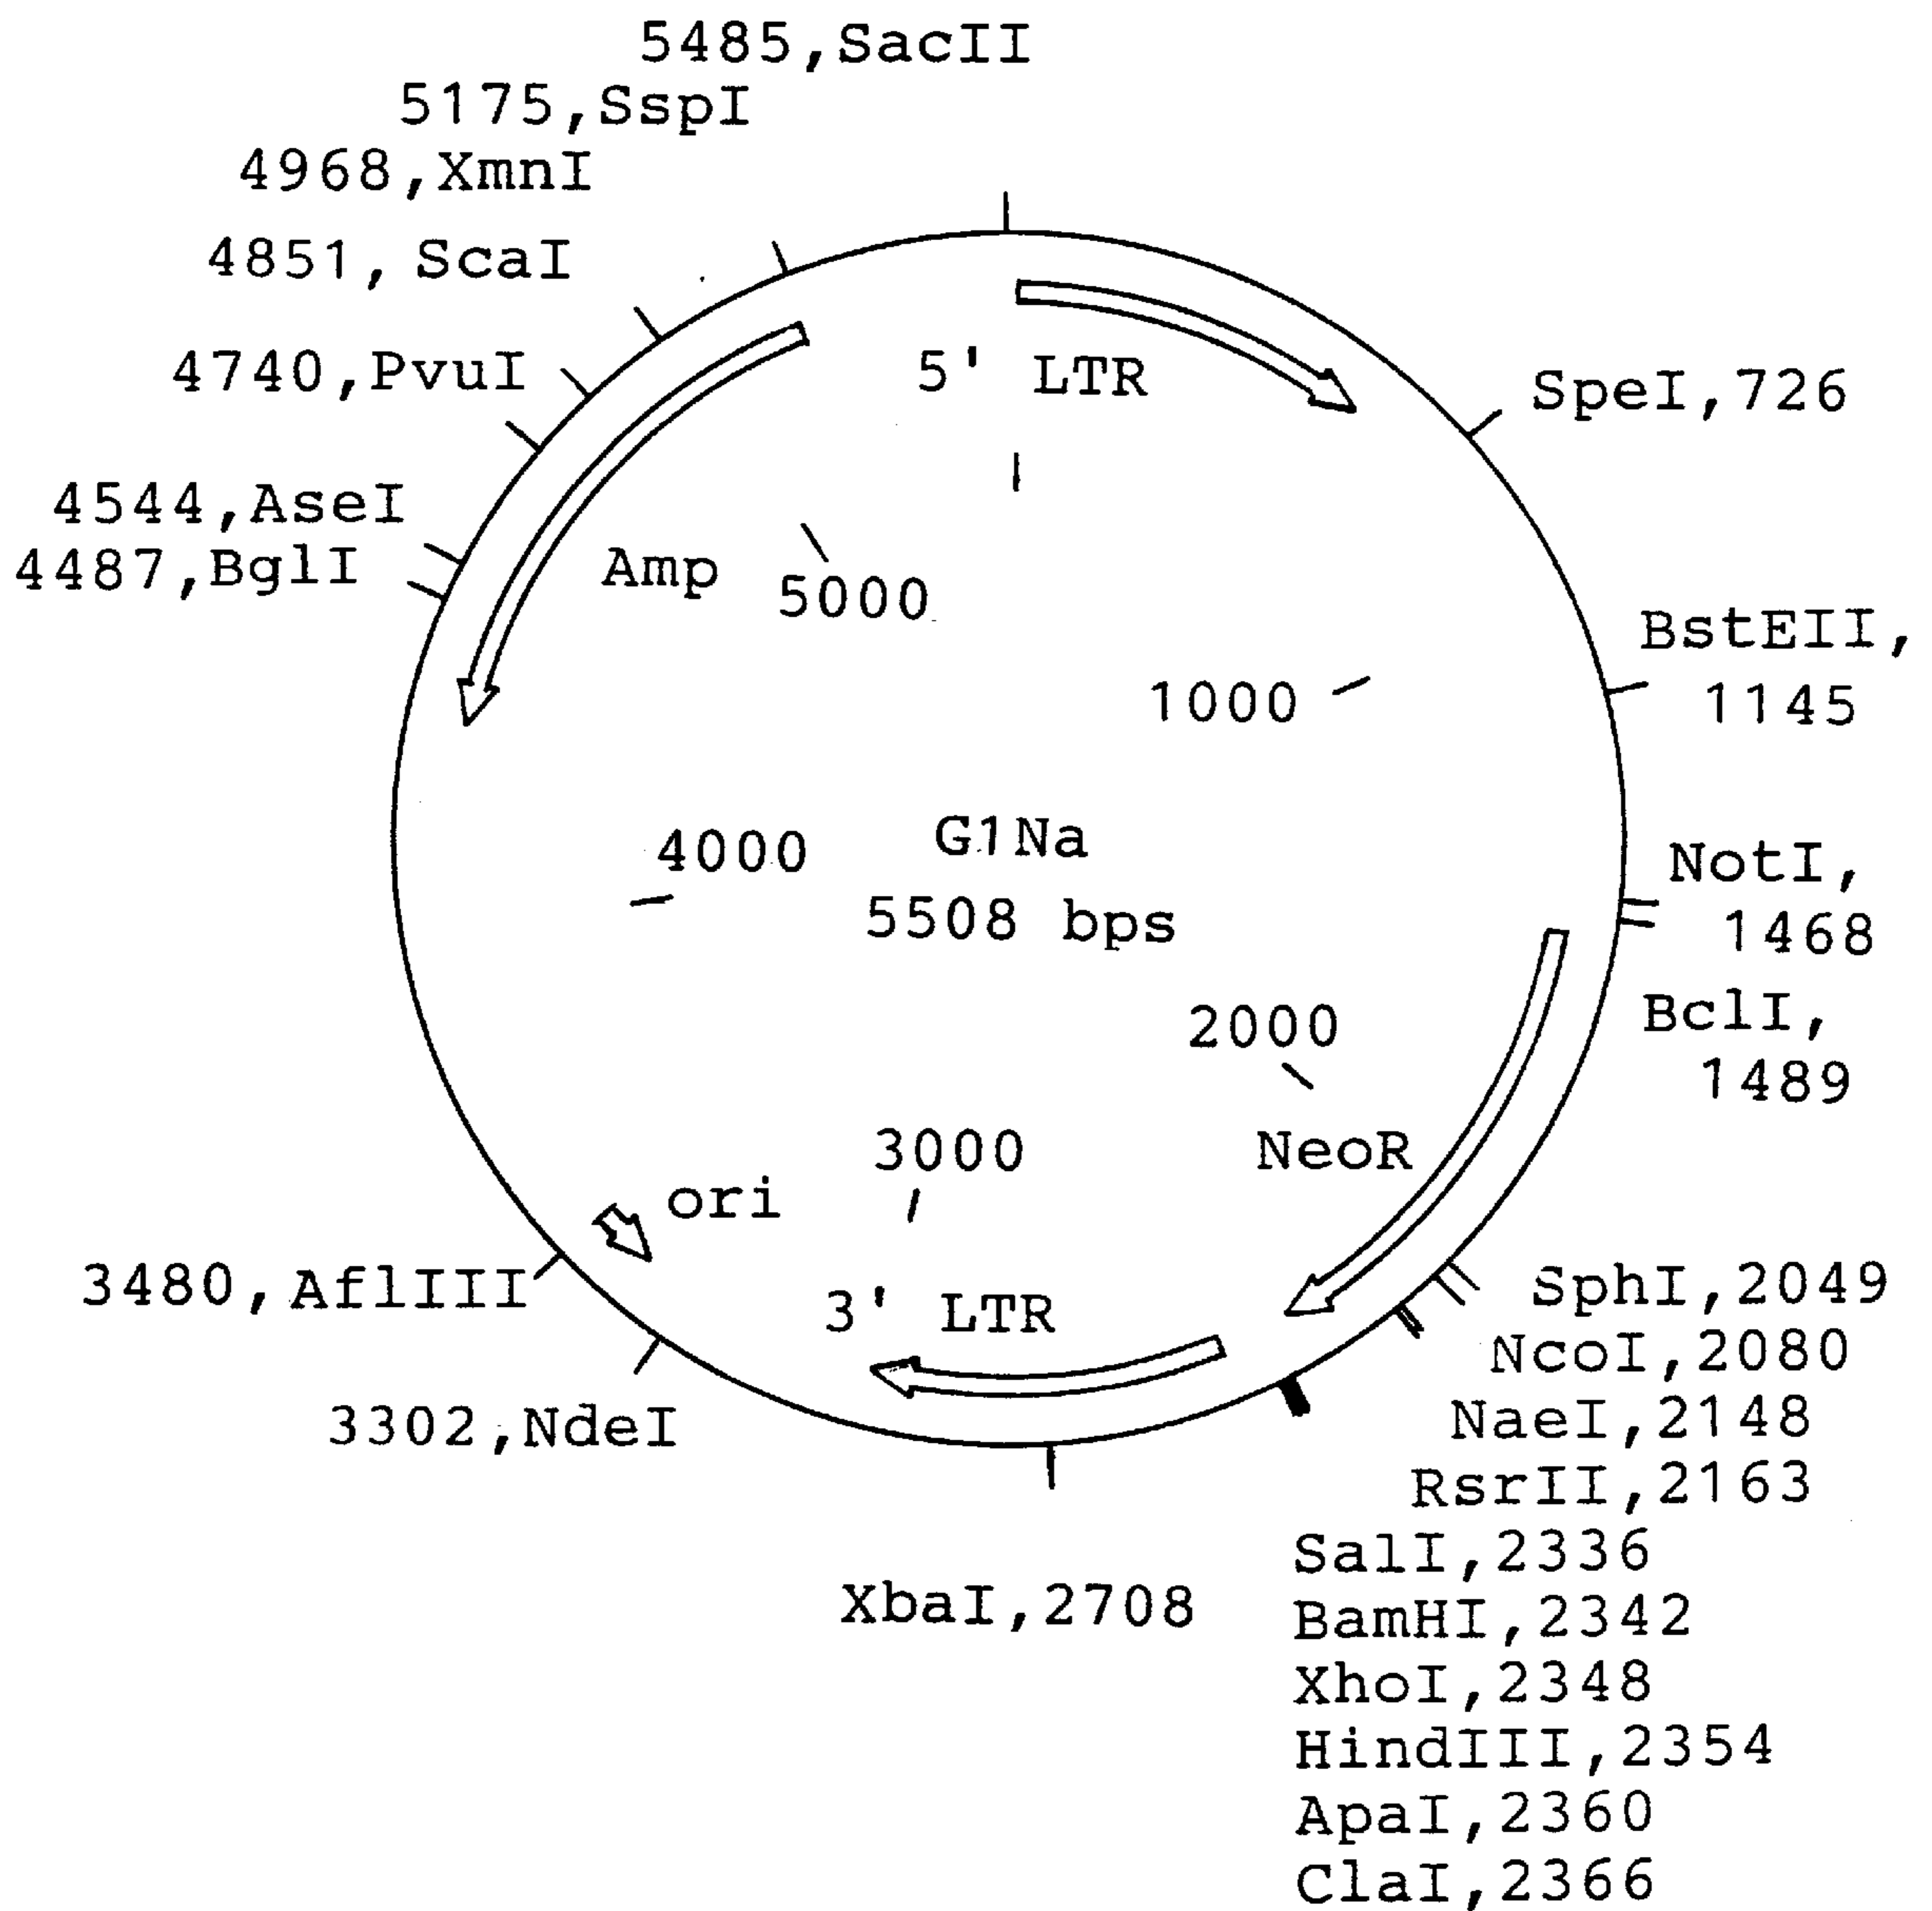 5485,SacII
5175,SspI
4968,XmnI
4851, ScaI
4740,PvuI
4544,AseI
4487,BglI
5' LTR
SpeI,726
Amp
5000
BstEII,
1145
1000
G1Na
5508 bps
4000
NotI,
1468
BclI,
1489
2000
NeoR
3000
ori
3' LTR
3480,AflIII
3302,NdeI
SphI,2049
NcoI,2080
NaeI,2148
RsrII,2163
SalI,2336
BamHI,2342
XhoI,2348
HindIII,2354
ApaI,2360
ClaI,2366
XbaI,2708